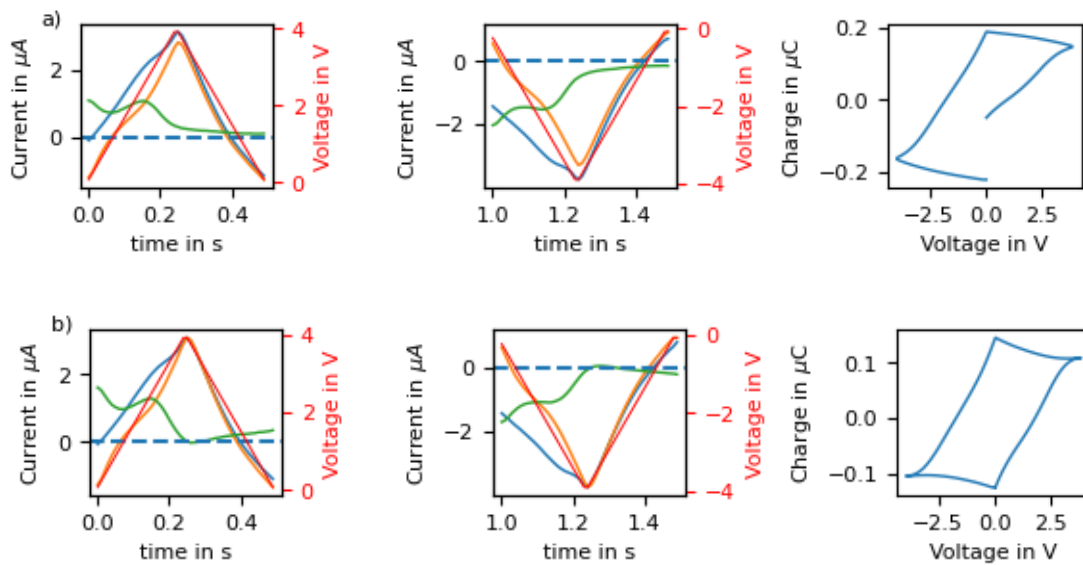 a)
Current in μA
2
0
0.0 0.2 0.4
time in s
4
2
0
Voltage in V
Current in μA
0
−2
1.0 1.2 1.4
time in s
0
−2
−4
Voltage in V
Charge in μC
0.2
0.0
−0.2
−2.5 0.0 2.5
Voltage in V
b)
Current in μA
2
0
0.0 0.2 0.4
time in s
4
2
0
Voltage in V
Current in μA
0
−2
1.0 1.2 1.4
time in s
0
−2
−4
Voltage in V
Charge in μC
0.1
0.0
−0.1
−2.5 0.0 2.5
Voltage in V